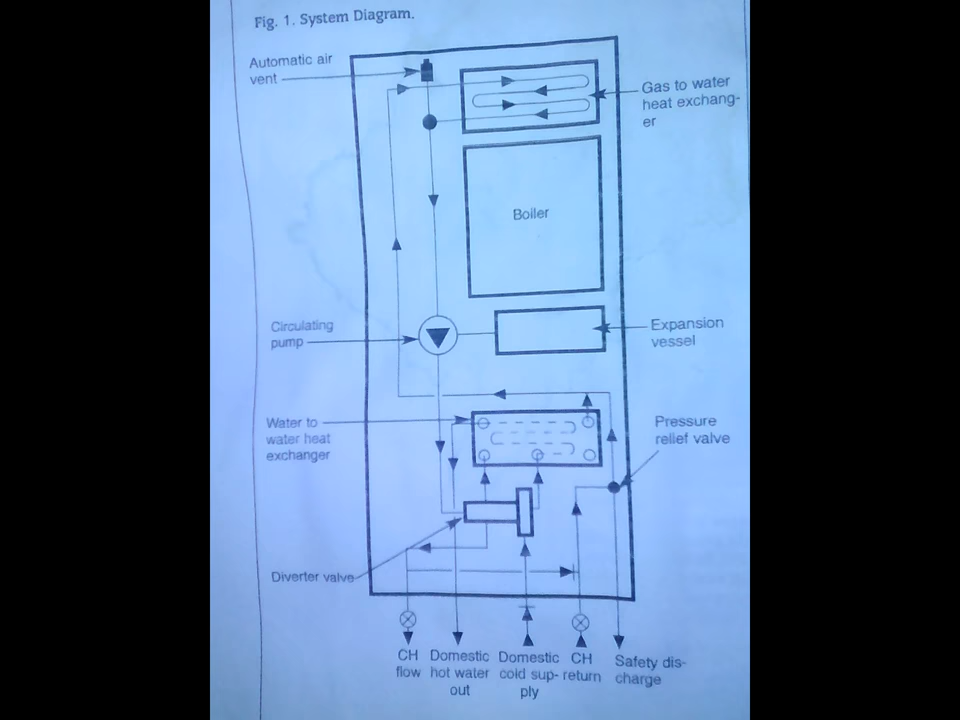 Fig. 1. System Diagram.
Automatic air
vent
Gas to water
heat exchang-
er
Boiler
Circulating
pump
Expansion
vessel
Water to
water heat
exchanger
Pressure
relief valve
Diverter valve
CH
flow
Domestic
hot water
out
Domestic
cold sup-
ply
CH
return
Safety dis-
charge